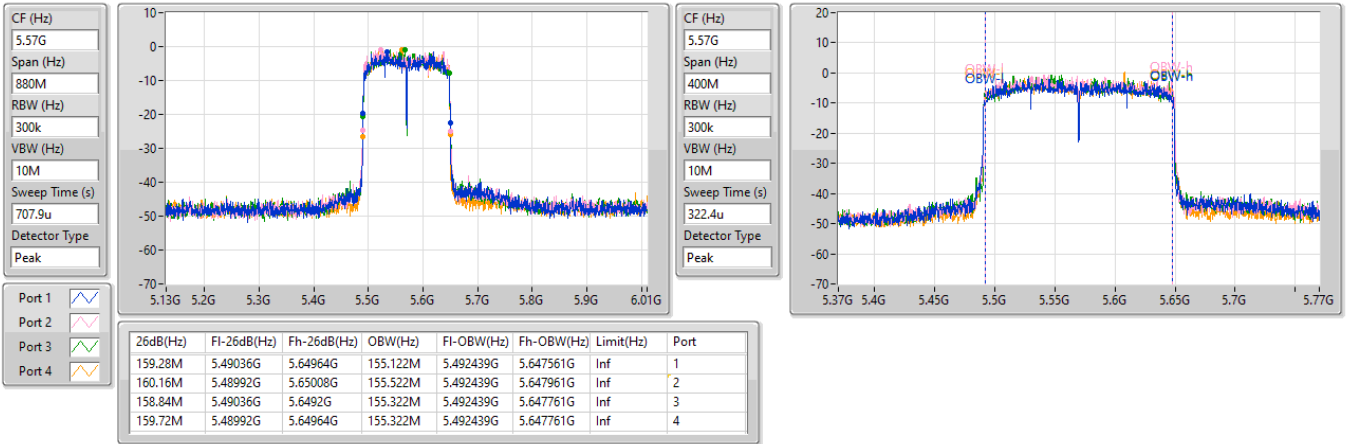 CF (Hz)
5.57G
Span (Hz)
880M
RBW (Hz)
300k
VBW (Hz)
10M
Sweep Time (s)
707.9u
Detector Type
Peak
10
0
-10
-20
-30
-40
-50
-60
-70
5.13G 5.2G 5.3G 5.4G 5.5G 5.6G 5.7G 5.8G 5.9G 6.01G
CF (Hz)
5.57G
Span (Hz)
400M
RBW (Hz)
300k
VBW (Hz)
10M
Sweep Time (s)
322.4u
Detector Type
Peak
20
10
0
-10
-20
-30
-40
-50
-60
-70
OBW-l OBW-h
5.37G 5.4G 5.45G 5.5G 5.55G 5.6G 5.65G 5.7G 5.77G
Port 1
Port 2
Port 3
Port 4
26dB(Hz) Fl-26dB(Hz) Fh-26dB(Hz) OBW(Hz) Fl-OBW(Hz) Fh-OBW(Hz) Limit(Hz) Port
159.28M 5.49036G 5.64964G 155.122M 5.492439G 5.647561G Inf 1
160.16M 5.48992G 5.65008G 155.522M 5.492439G 5.647961G Inf 2
158.84M 5.49036G 5.6492G 155.322M 5.492439G 5.647761G Inf 3
159.72M 5.48992G 5.64964G 155.322M 5.492439G 5.647761G Inf 4